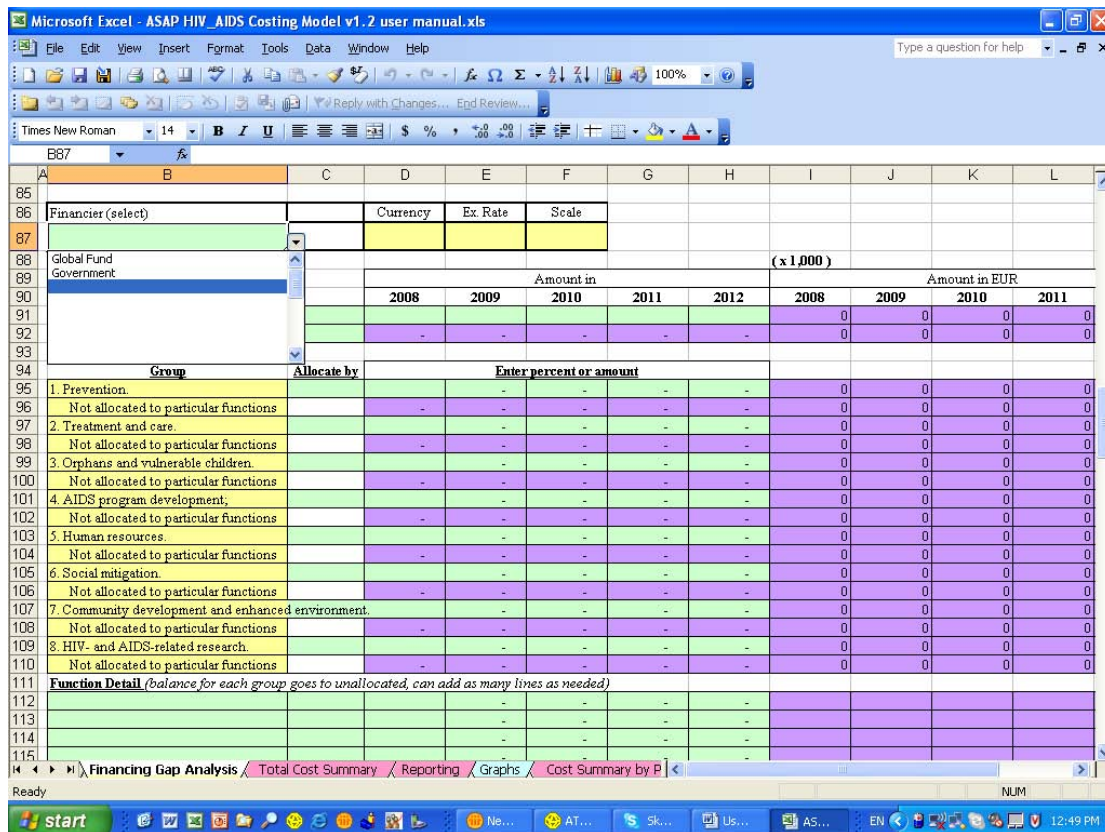 Microsoft Excel - ASAP HIV_AIDS Costing Model v1.2 user manual.xls
File Edit View Insert Format Tools Data Window Help Type a question for help
100%
Reply with Changes... End Review...
Times New Roman 14 B I U $ %
B87 fx
A B C D E F G H I J K L
85
86 Financier (select) Currency Ex. Rate Scale
87
88 Global Fund (x 1,000 )
Government
89 Amount in Amount in EUR
90 2008 2009 2010 2011 2012 2008 2009 2010 2011
91 0 0 0 0
92 - - - - - 0 0 0 0
93
94 Group Allocate by Enter percent or amount
95 1. Prevention. - - - - 0 0 0 0
96 Not allocated to particular functions - - - - - 0 0 0 0
97 2. Treatment and care. - - - - 0 0 0 0
98 Not allocated to particular functions - - - - - 0 0 0 0
99 3. Orphans and vulnerable children. - - - - 0 0 0 0
100 Not allocated to particular functions - - - - - 0 0 0 0
101 4. AIDS program development; - - - - 0 0 0 0
102 Not allocated to particular functions - - - - - 0 0 0 0
103 5. Human resources. - - - - 0 0 0 0
104 Not allocated to particular functions - - - - - 0 0 0 0
105 6. Social mitigation. - - - - 0 0 0 0
106 Not allocated to particular functions - - - - - 0 0 0 0
107 7. Community development and enhanced environment. - - - - 0 0 0 0
108 Not allocated to particular functions - - - - - 0 0 0 0
109 8. HIV- and AIDS-related research. - - - - 0 0 0 0
110 Not allocated to particular functions - - - - - 0 0 0 0
111 Function Detail (balance for each group goes to unallocated, can add as many lines as needed)
112 - - - -
113 - - - -
114 - - - -
115
Financing Gap Analysis Total Cost Summary Reporting Graphs Cost Summary by P
Ready NUM
start Ne... AT... Sk... Us... AS... EN 12:49 PM